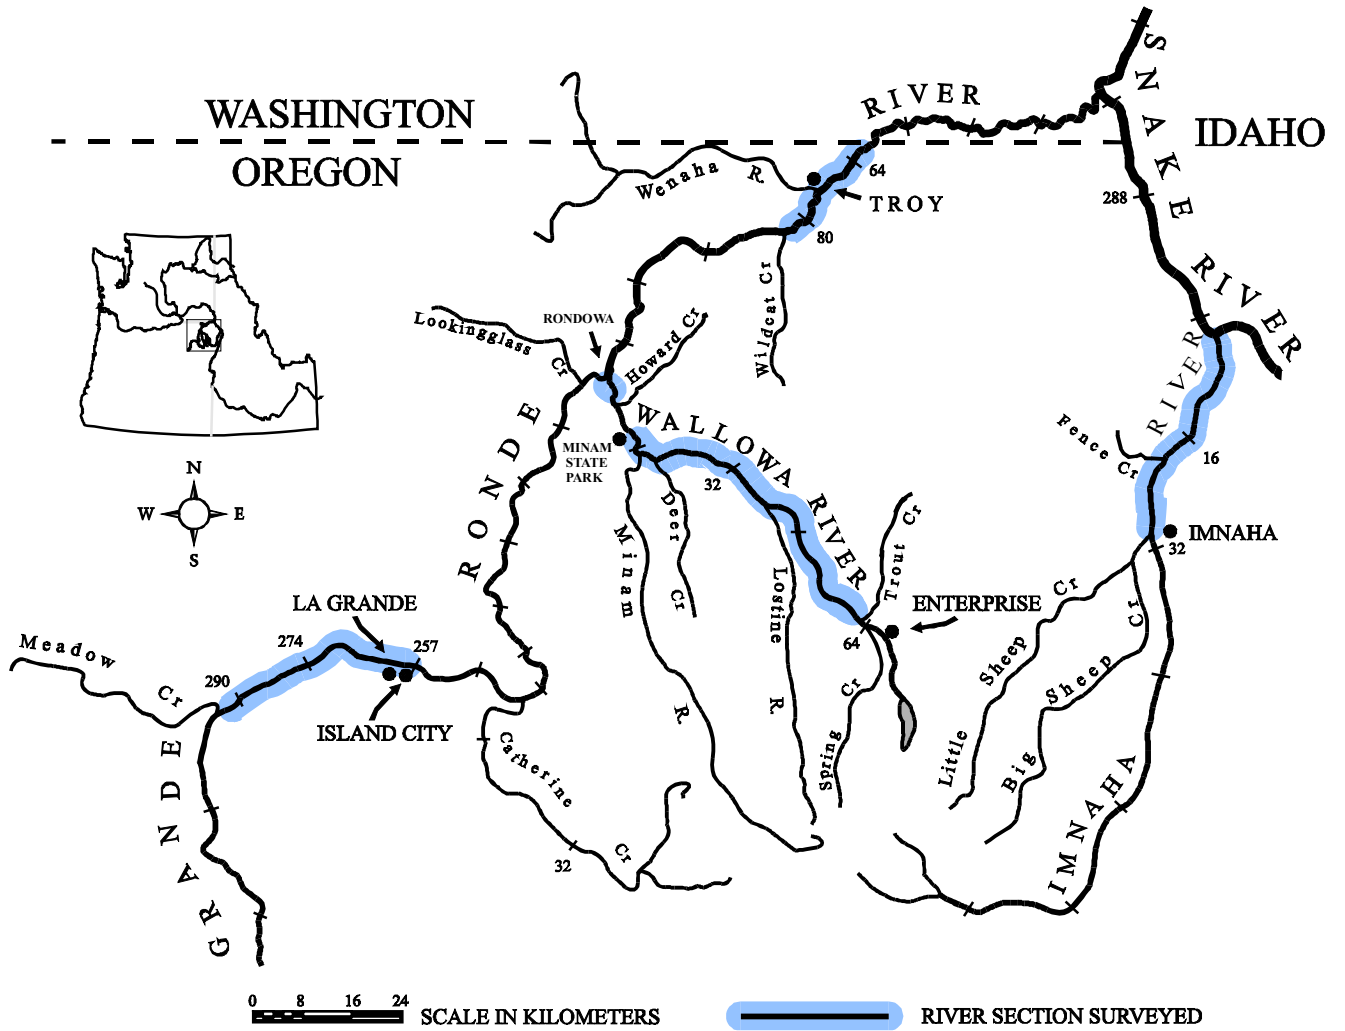 WASHINGTON
OREGON
IDAHO
SNAKE
RIVER
RIVER
64
TROY
Wenaha R.
80
288
Wildcat Cr
RONDOWA
Lookingglass Cr
Howard Cr
RONDE
WALLOWA RIVER
MINAM
STATE
PARK
32
Deer Cr
Minam R.
Lostine R.
Trout Cr
ENTERPRISE
64
Spring Cr
RIVER
Fence Cr
16
IMNAHA
32
Little Sheep Cr
Big Sheep Cr
IMNAHA
N
W E
S
LA GRANDE
257
274
290
Meadow Cr
ISLAND CITY
GRANDE
Catherine Cr
32
0 8 16 24
SCALE IN KILOMETERS
RIVER SECTION SURVEYED